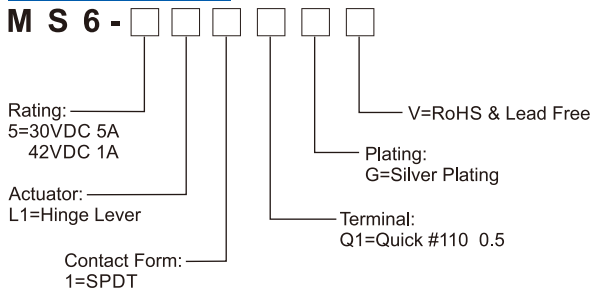 MS6-□□□□□□
Rating:
5=30VDC 5A
42VDC 1A
Actuator:
L1=Hinge Lever
Contact Form:
1=SPDT
V=RoHS & Lead Free
Plating:
G=Silver Plating
Terminal:
Q1=Quick #110 0.5